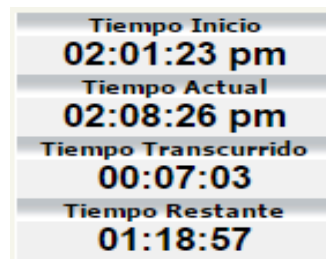 Tiempo Inicio
02:01:23 pm
Tiempo Actual
02:08:26 pm
Tiempo Transcurrido
00:07:03
Tiempo Restante
01:18:57